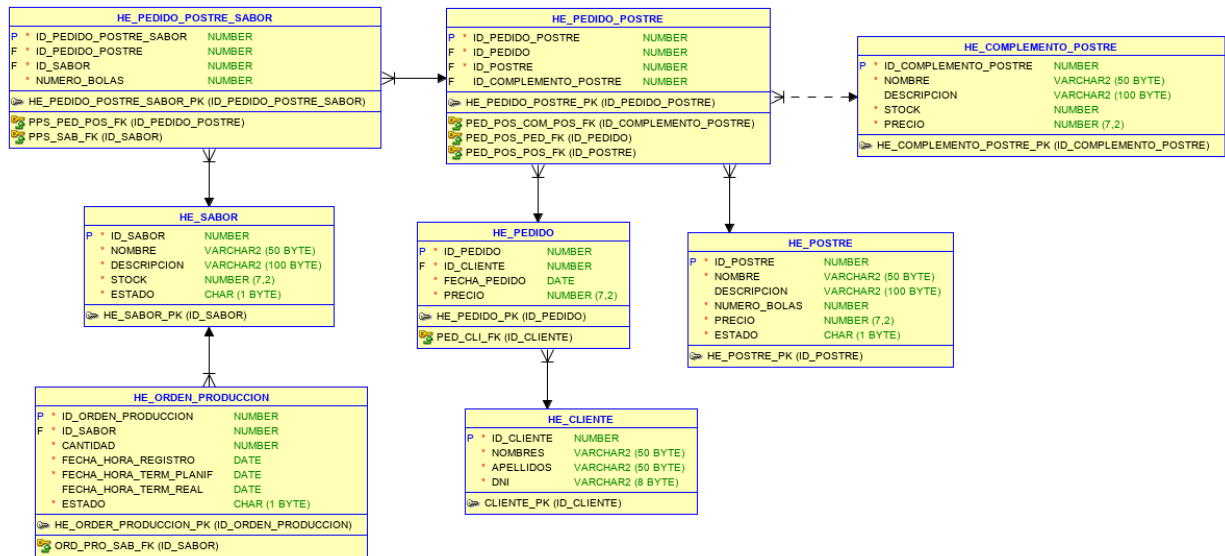 HE_PEDIDO_POSTRE_SABOR
P * ID_PEDIDO_POSTRE_SABOR NUMBER
F * ID_PEDIDO_POSTRE NUMBER
F * ID_SABOR NUMBER
* NUMERO_BOLAS NUMBER
HE_PEDIDO_POSTRE_SABOR_PK (ID_PEDIDO_POSTRE_SABOR)
PPS_PED_POS_FK (ID_PEDIDO_POSTRE)
PPS_SAB_FK (ID_SABOR)
HE_PEDIDO_POSTRE
P * ID_PEDIDO_POSTRE NUMBER
F * ID_PEDIDO NUMBER
F * ID_POSTRE NUMBER
F ID_COMPLEMENTO_POSTRE NUMBER
HE_PEDIDO_POSTRE_PK (ID_PEDIDO_POSTRE)
PED_POS_COM_POS_FK (ID_COMPLEMENTO_POSTRE)
PED_POS_PED_FK (ID_PEDIDO)
PED_POS_POS_FK (ID_POSTRE)
HE_COMPLEMENTO_POSTRE
P * ID_COMPLEMENTO_POSTRE NUMBER
* NOMBRE VARCHAR2 (50 BYTE)
DESCRIPCION VARCHAR2 (100 BYTE)
* STOCK NUMBER
* PRECIO NUMBER (7,2)
HE_COMPLEMENTO_POSTRE_PK (ID_COMPLEMENTO_POSTRE)
HE_SABOR
P * ID_SABOR NUMBER
* NOMBRE VARCHAR2 (50 BYTE)
* DESCRIPCION VARCHAR2 (100 BYTE)
* STOCK NUMBER (7,2)
* ESTADO CHAR (1 BYTE)
HE_SABOR_PK (ID_SABOR)
HE_PEDIDO
P * ID_PEDIDO NUMBER
F * ID_CLIENTE NUMBER
* FECHA_PEDIDO DATE
* PRECIO NUMBER (7,2)
HE_PEDIDO_PK (ID_PEDIDO)
PED_CLI_FK (ID_CLIENTE)
HE_POSTRE
P * ID_POSTRE NUMBER
* NOMBRE VARCHAR2 (50 BYTE)
DESCRIPCION VARCHAR2 (100 BYTE)
* NUMERO_BOLAS NUMBER
* PRECIO NUMBER (7,2)
* ESTADO CHAR (1 BYTE)
HE_POSTRE_PK (ID_POSTRE)
HE_ORDEN_PRODUCCION
P * ID_ORDEN_PRODUCCION NUMBER
F * ID_SABOR NUMBER
* CANTIDAD NUMBER
* FECHA_HORA_REGISTRO DATE
* FECHA_HORA_TERM_PLANIF DATE
FECHA_HORA_TERM_REAL DATE
* ESTADO CHAR (1 BYTE)
HE_ORDER_PRODUCCION_PK (ID_ORDEN_PRODUCCION)
ORD_PRO_SAB_FK (ID_SABOR)
HE_CLIENTE
P * ID_CLIENTE NUMBER
* NOMBRES VARCHAR2 (50 BYTE)
* APELLIDOS VARCHAR2 (50 BYTE)
* DNI VARCHAR2 (8 BYTE)
CLIENTE_PK (ID_CLIENTE)